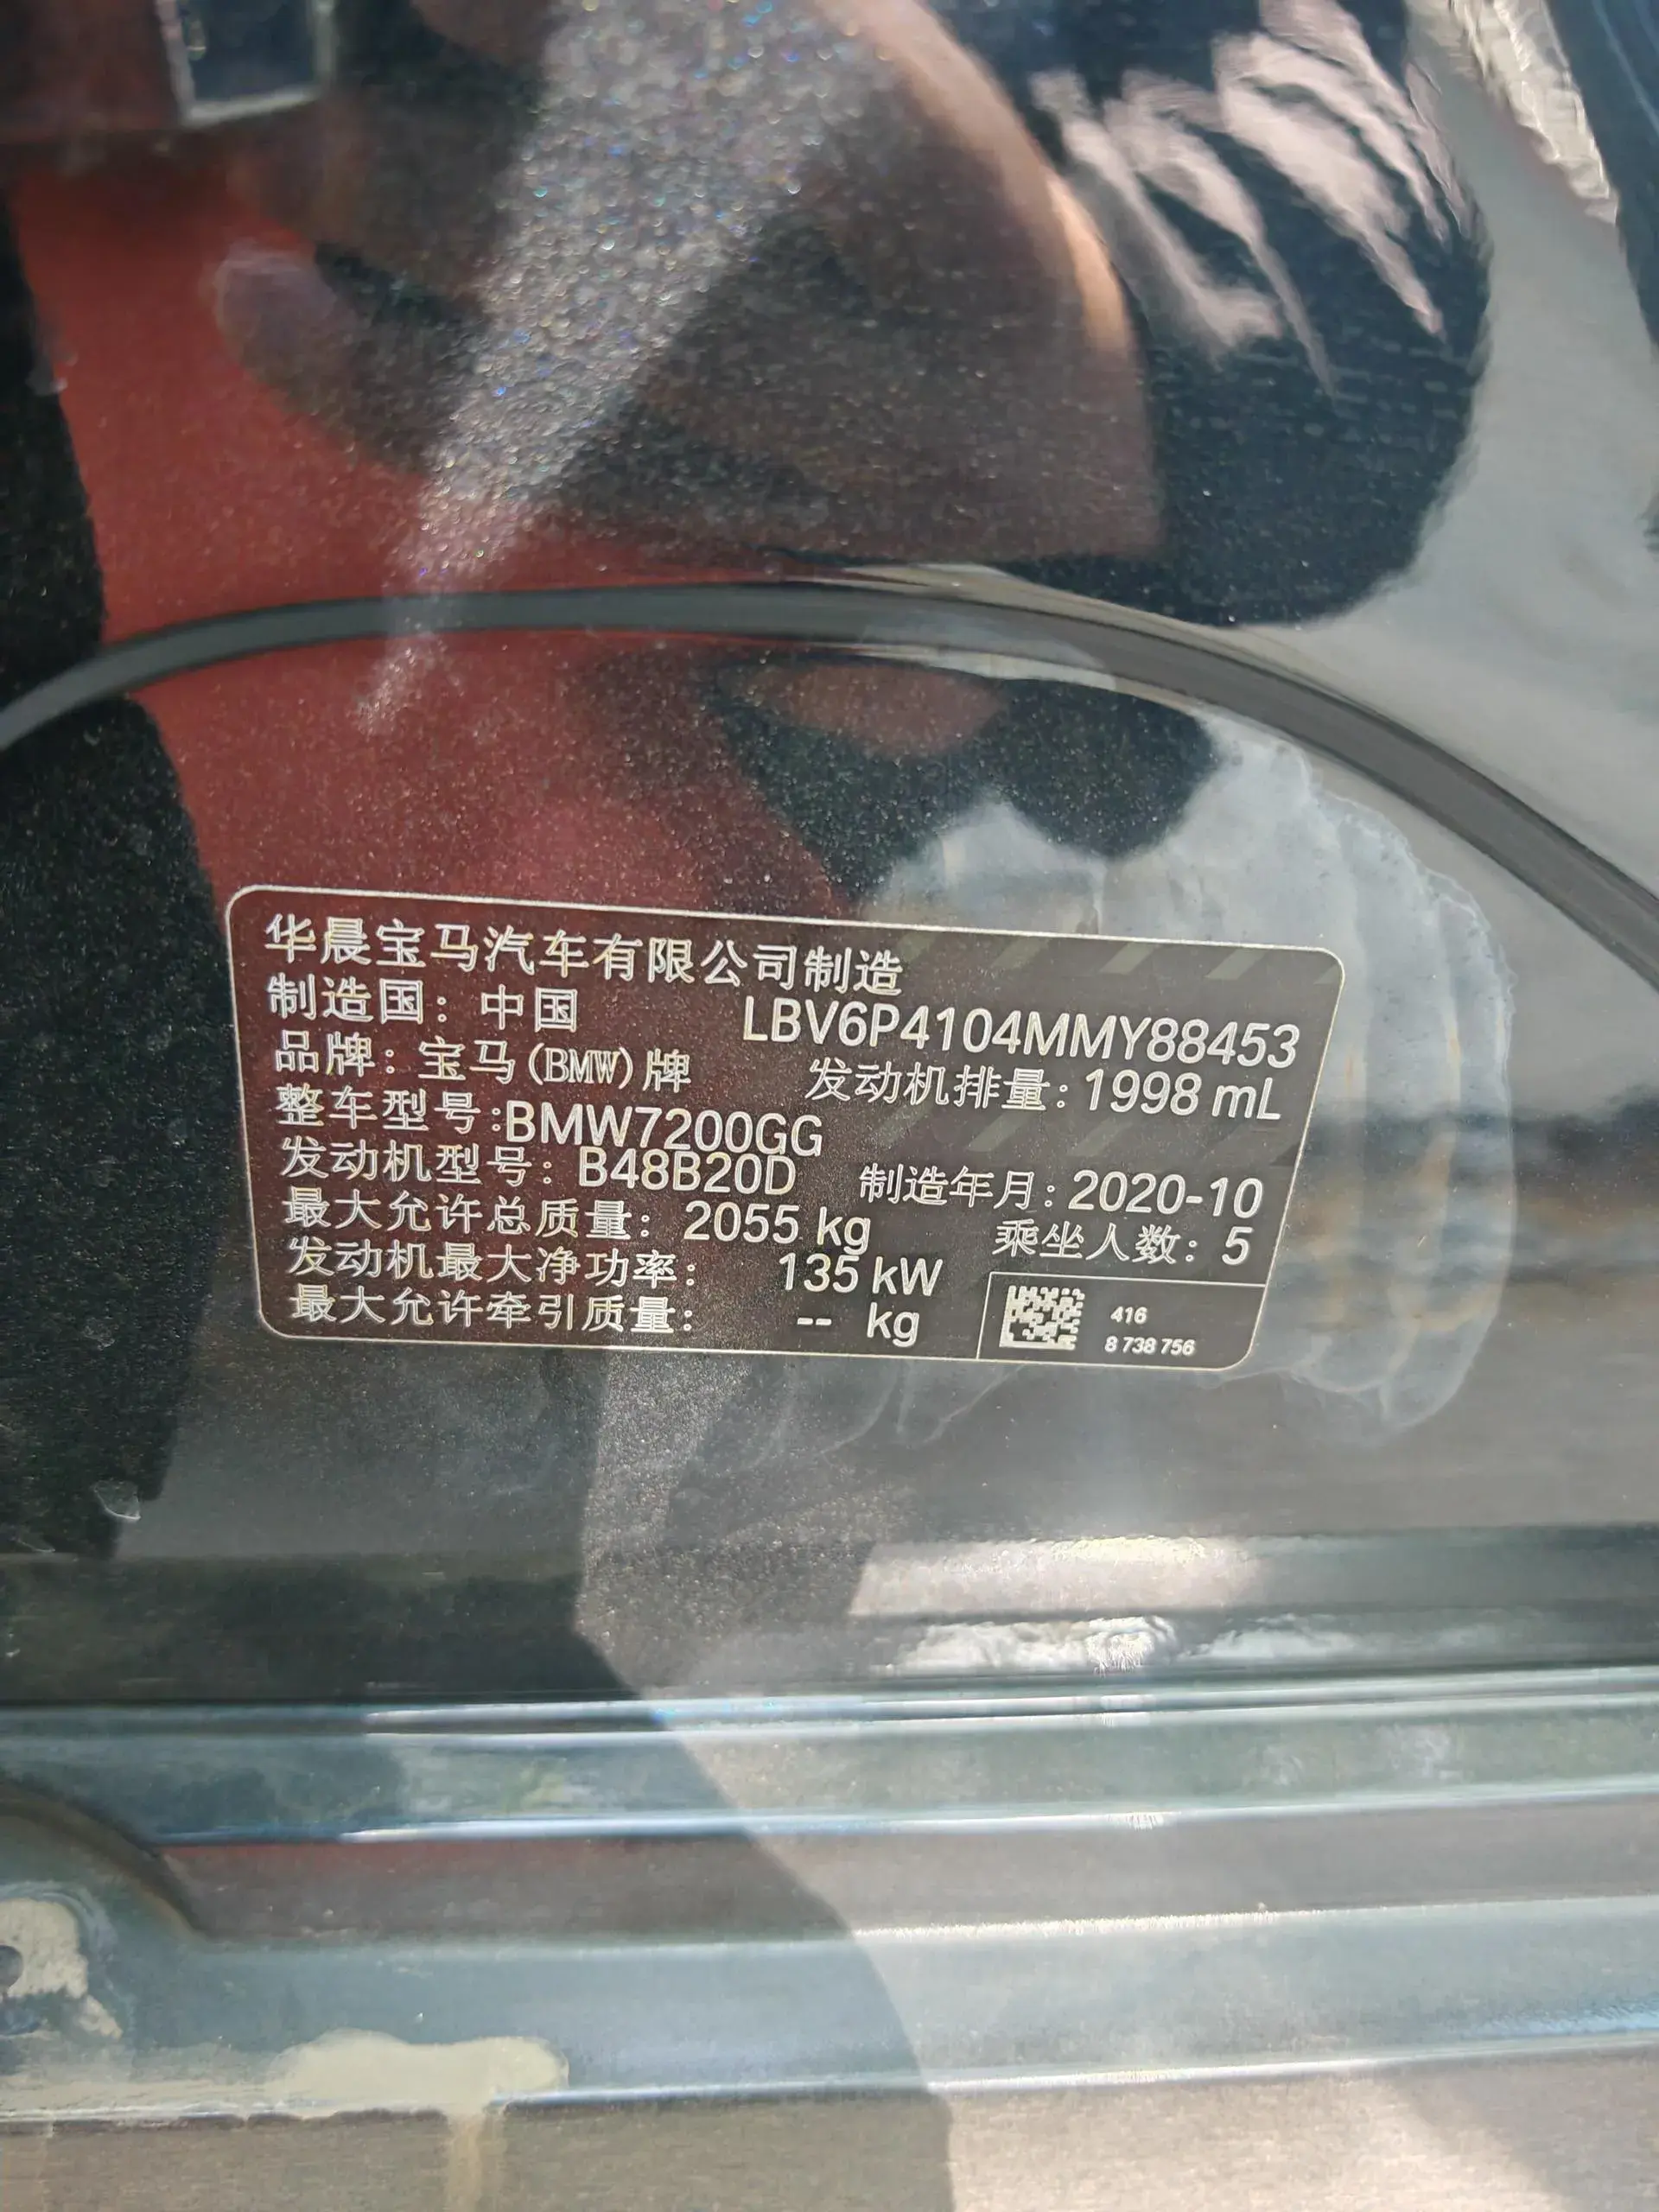 华晨宝马汽车有限公司制造
制造国：中国 LBV6P4104MMY88453
品牌：宝马(BMW)牌 发动机排量：1998 mL
整车型号:BMW7200GG
发动机型号：B48B20D 制造年月：2020-10
最大允许总质量：2055 kg 乘坐人数：5
发动机最大净功率：135 kW
最大允许牵引质量：-- kg
416
8 738 756